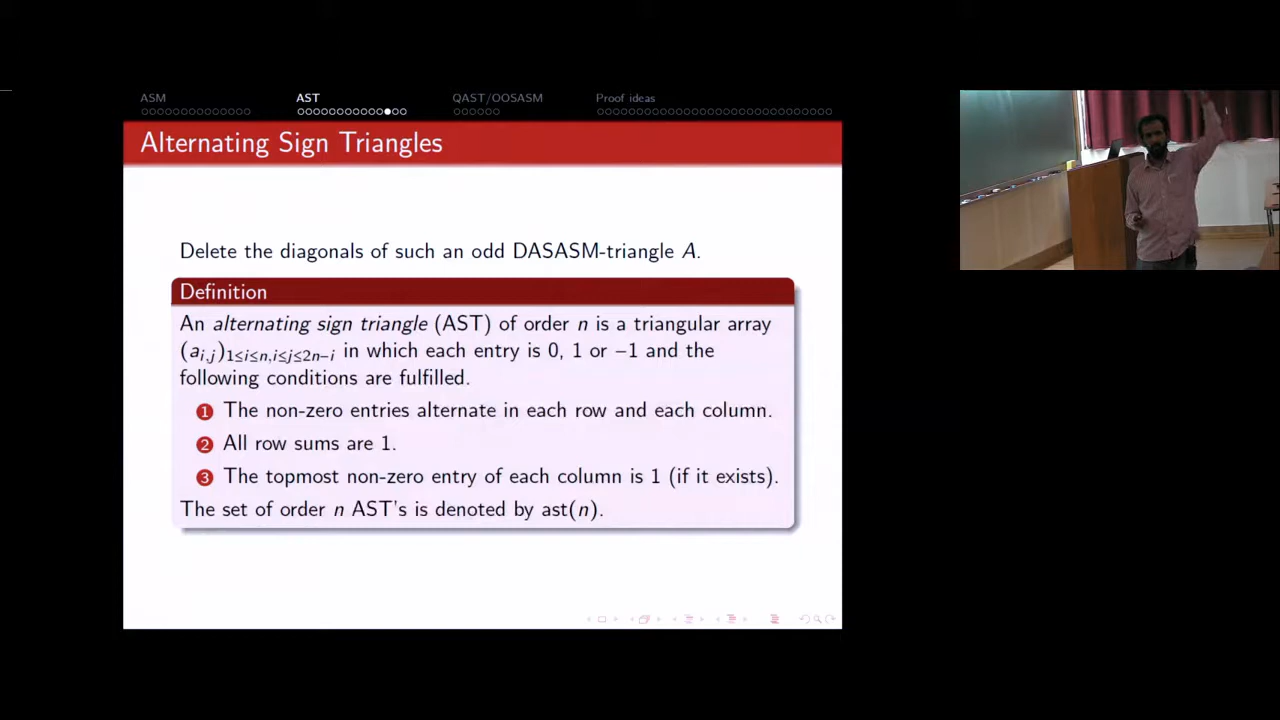 ASM AST QAST/OOSASM Proof ideas
Alternating Sign Triangles
Delete the diagonals of such an odd DASASM-triangle A.
Definition
An alternating sign triangle (AST) of order n is a triangular array
(a_{i,j})_{1≤i≤n,i≤j≤2n−i} in which each entry is 0, 1 or −1 and the
following conditions are fulfilled.
1 The non-zero entries alternate in each row and each column.
2 All row sums are 1.
3 The topmost non-zero entry of each column is 1 (if it exists).
The set of order n AST's is denoted by ast(n).